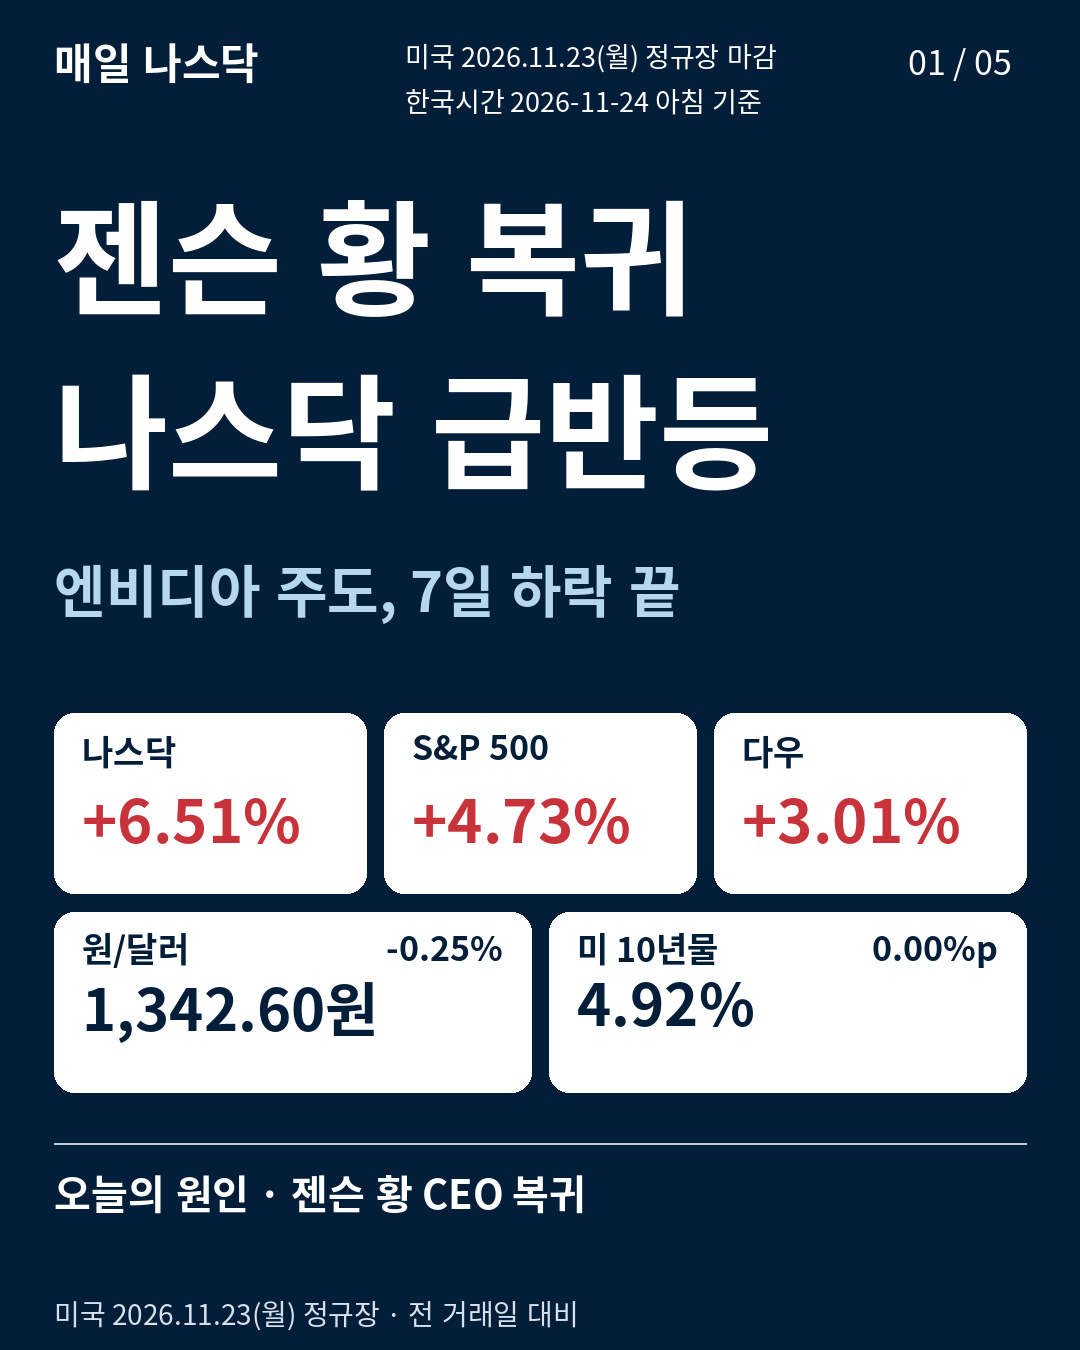 매일 나스닥
미국 2026.11.23(월) 정규장 마감
한국시간 2026-11-24 아침 기준
01 / 05
젠슨 황 복귀
나스닥 급반등
엔비디아 주도, 7일 하락 끝
나스닥
+6.51%
S&P 500
+4.73%
다우
+3.01%
원/달러 -0.25%
1,342.60원
미 10년물 0.00%p
4.92%
오늘의 원인 · 젠슨 황 CEO 복귀
미국 2026.11.23(월) 정규장 · 전 거래일 대비